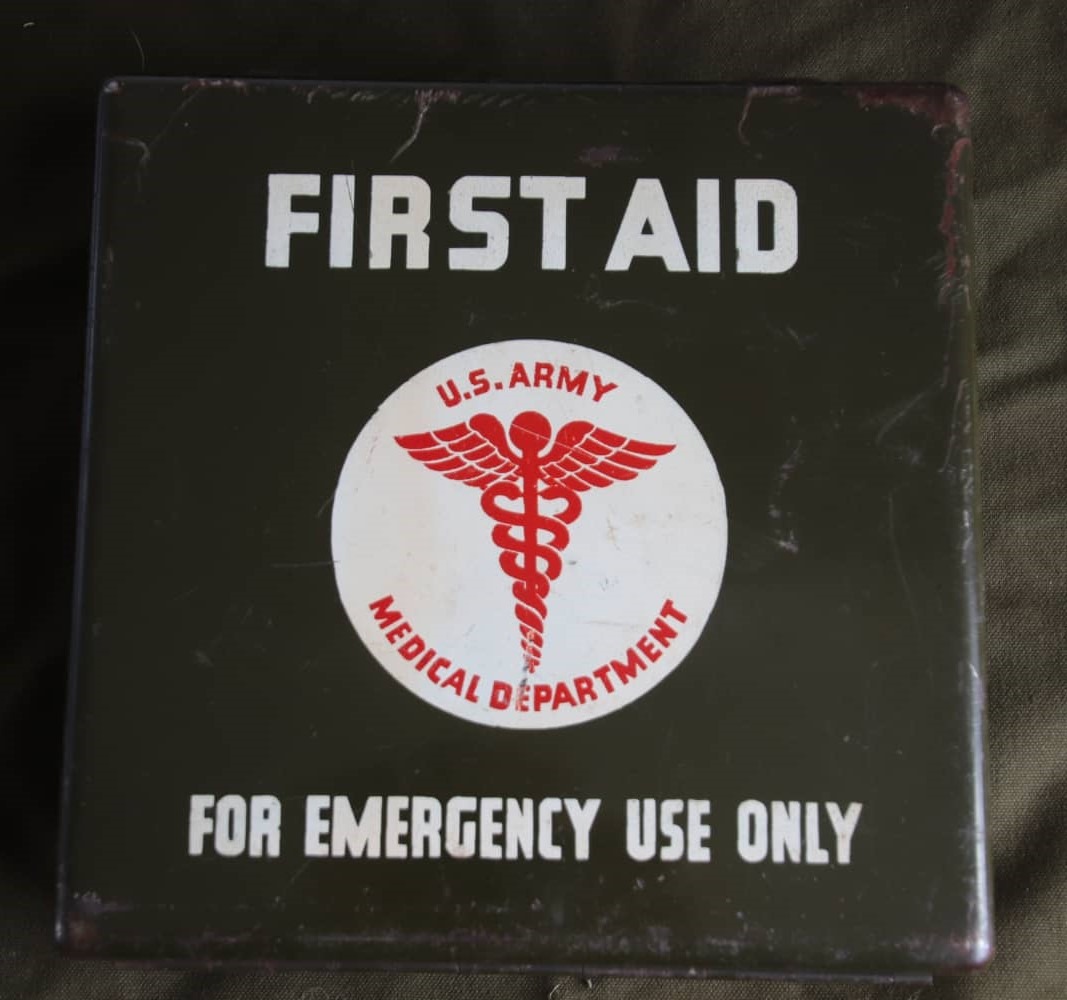 FIRST AID
U.S. ARMY
MEDICAL DEPARTMENT
FOR EMERGENCY USE ONLY